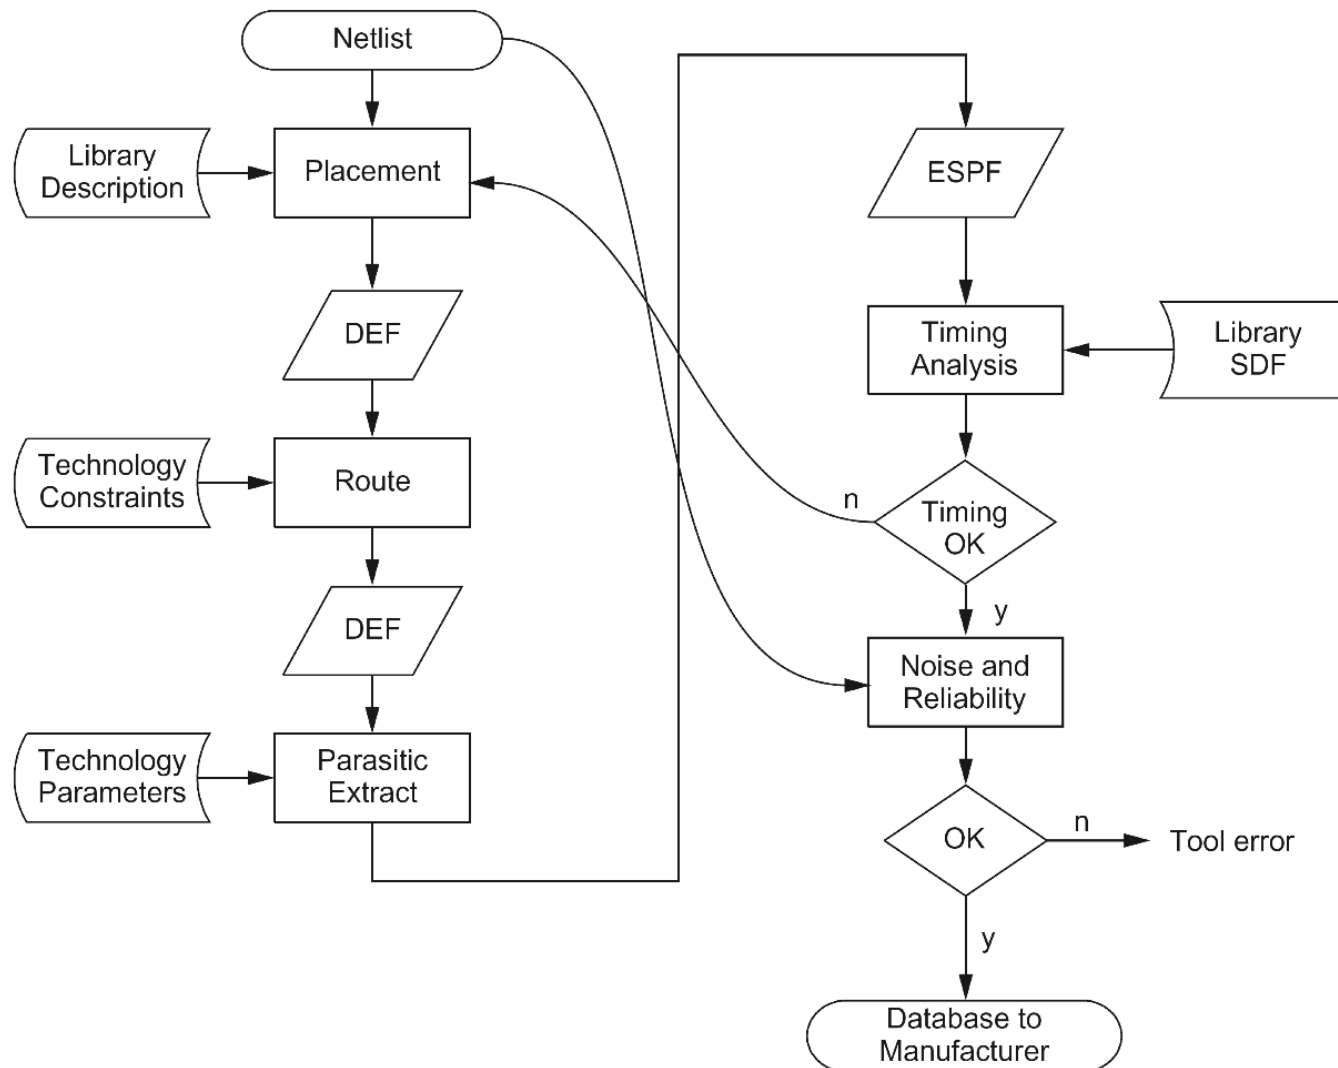 Netlist
Library
Description
Placement
DEF
Technology
Constraints
Route
DEF
Technology
Parameters
Parasitic
Extract
ESPF
Timing
Analysis
Library
SDF
Timing
OK
n
y
Noise and
Reliability
OK
n
Tool error
y
Database to
Manufacturer